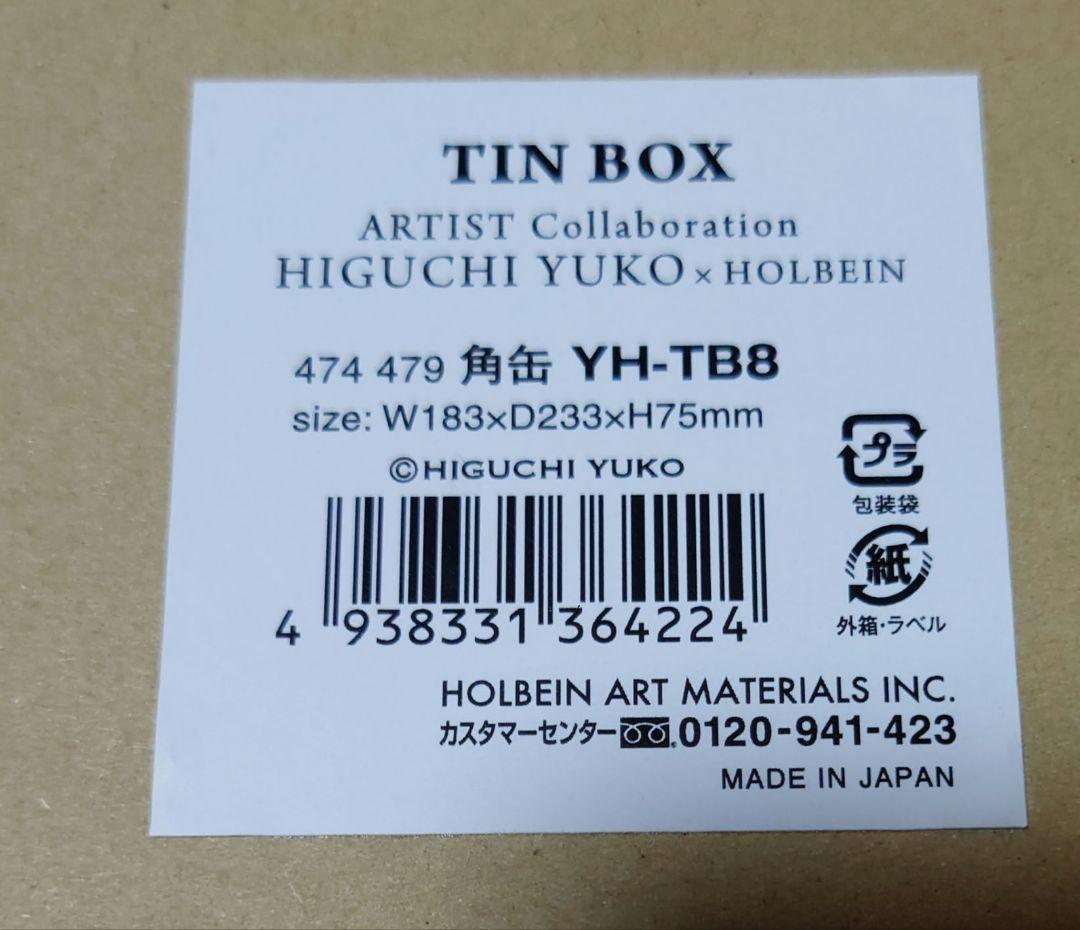 TIN BOX
ARTIST Collaboration
HIGUCHI YUKO × HOLBEIN
474 479 角缶 YH-TB8
size: W183×D233×H75mm
©HIGUCHI YUKO
プラ
包装袋
紙
外箱・ラベル
4 938331 364224
HOLBEIN ART MATERIALS INC.
カスタマーセンター 0120-941-423
MADE IN JAPAN